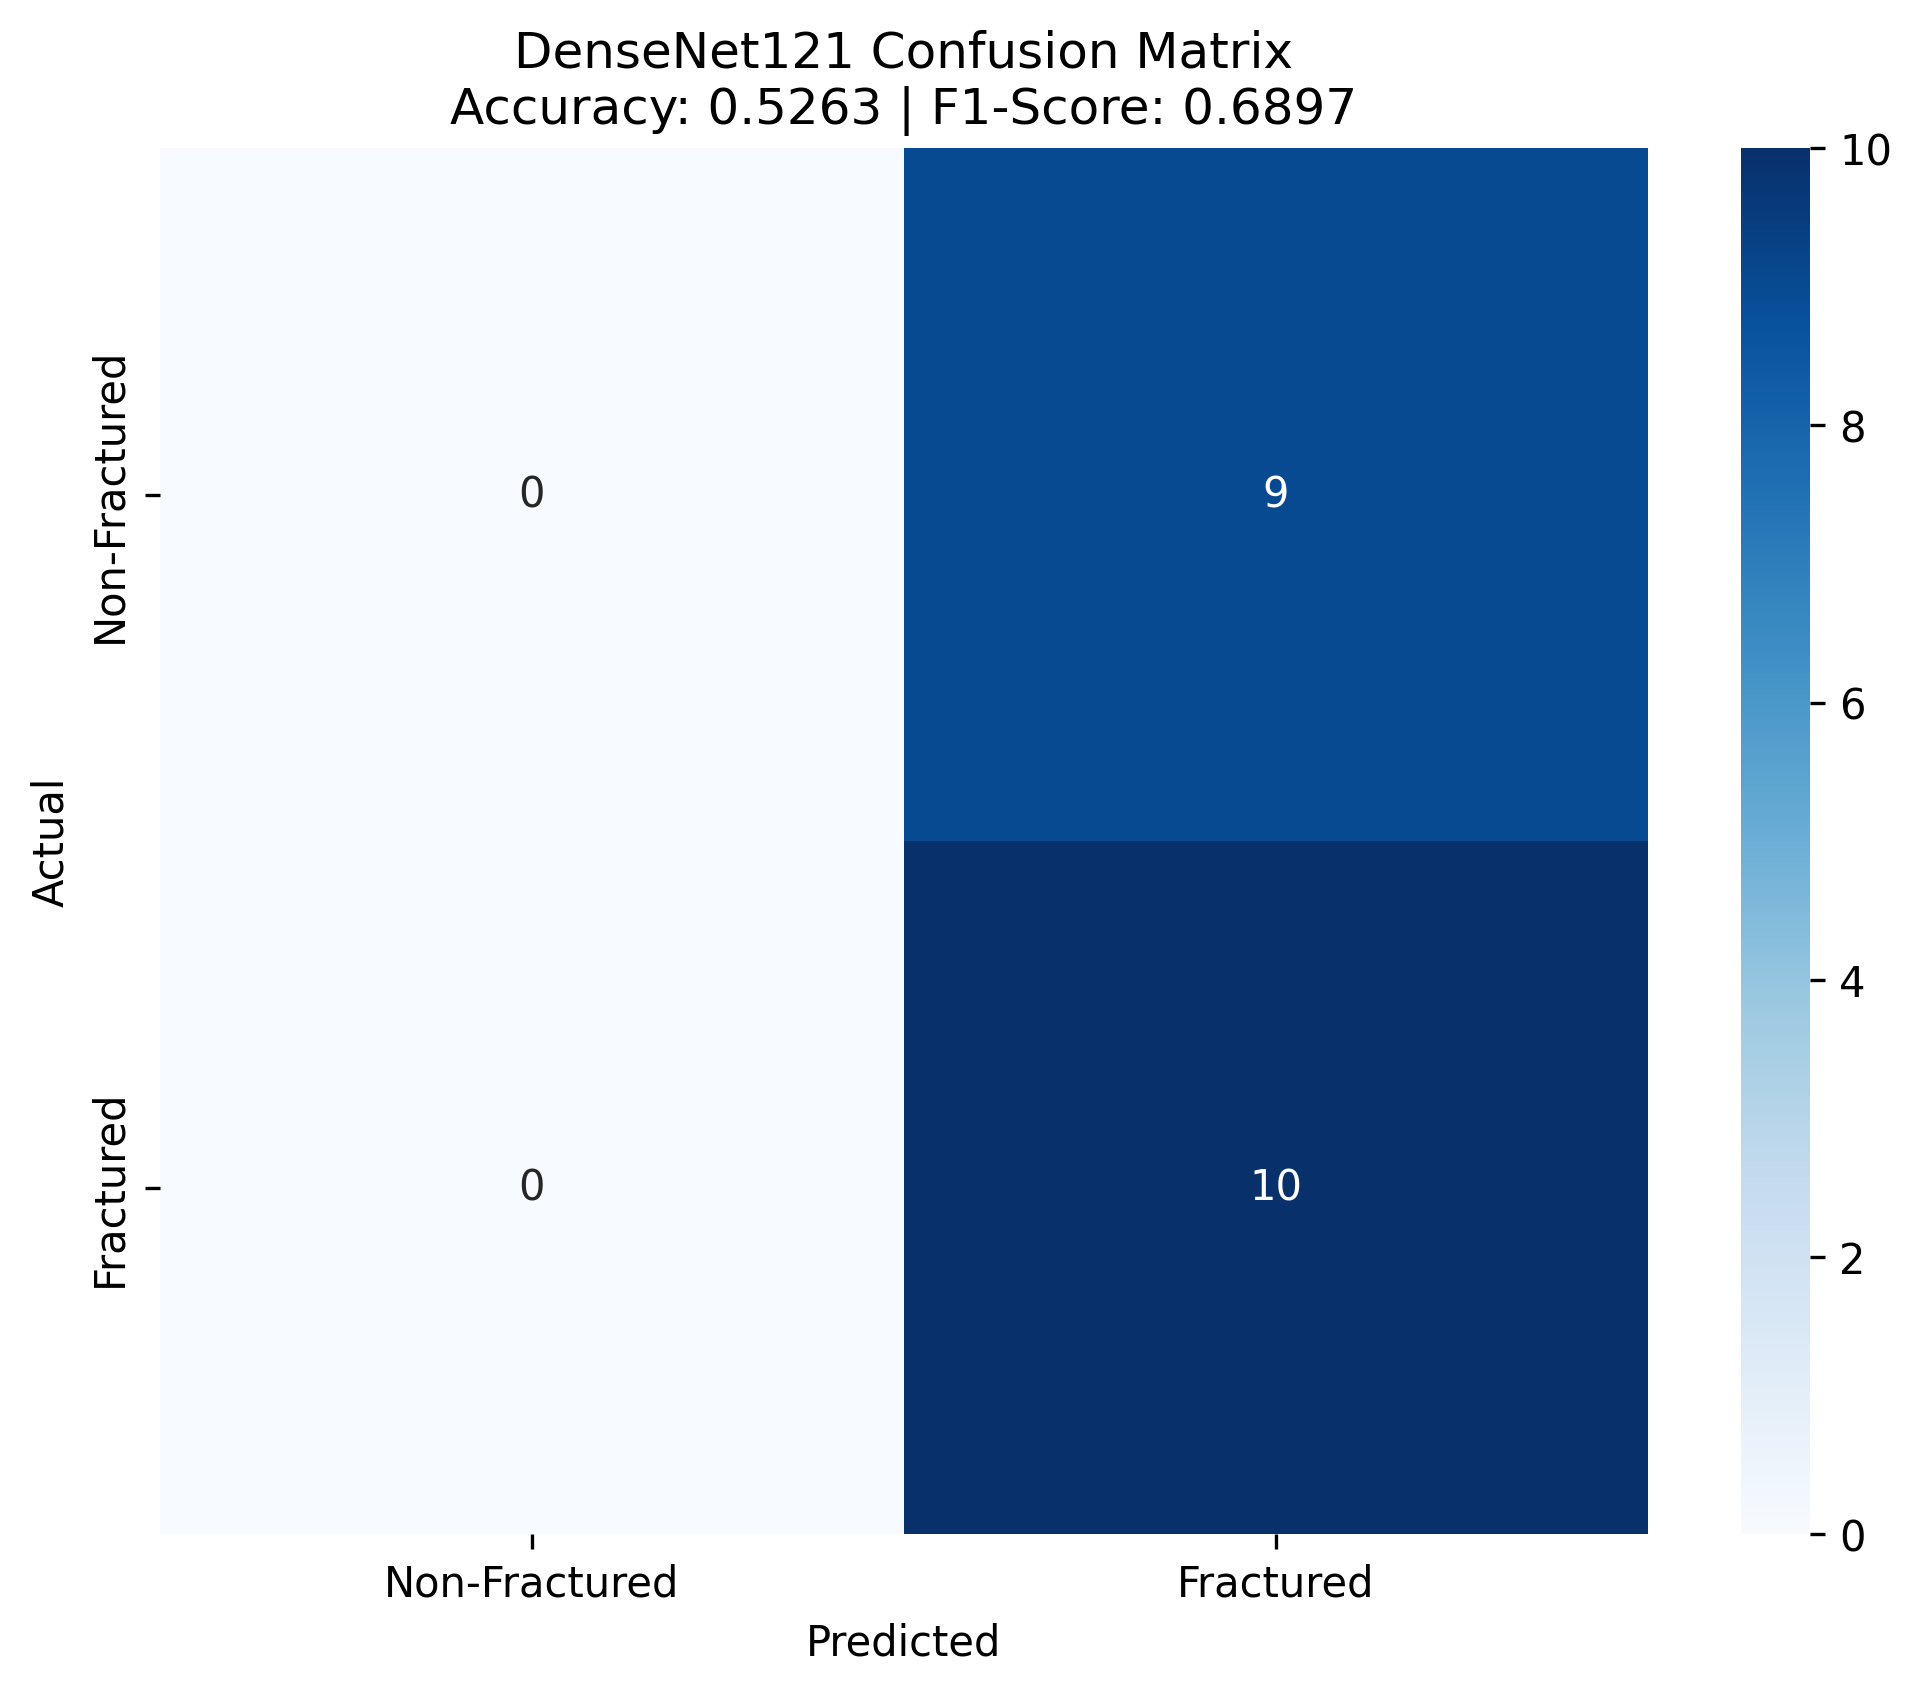 DenseNet121 Confusion Matrix
Accuracy: 0.5263 | F1-Score: 0.6897
Actual
Non-Fractured
Fractured
0
9
0
10
Non-Fractured
Fractured
Predicted
10
8
6
4
2
0